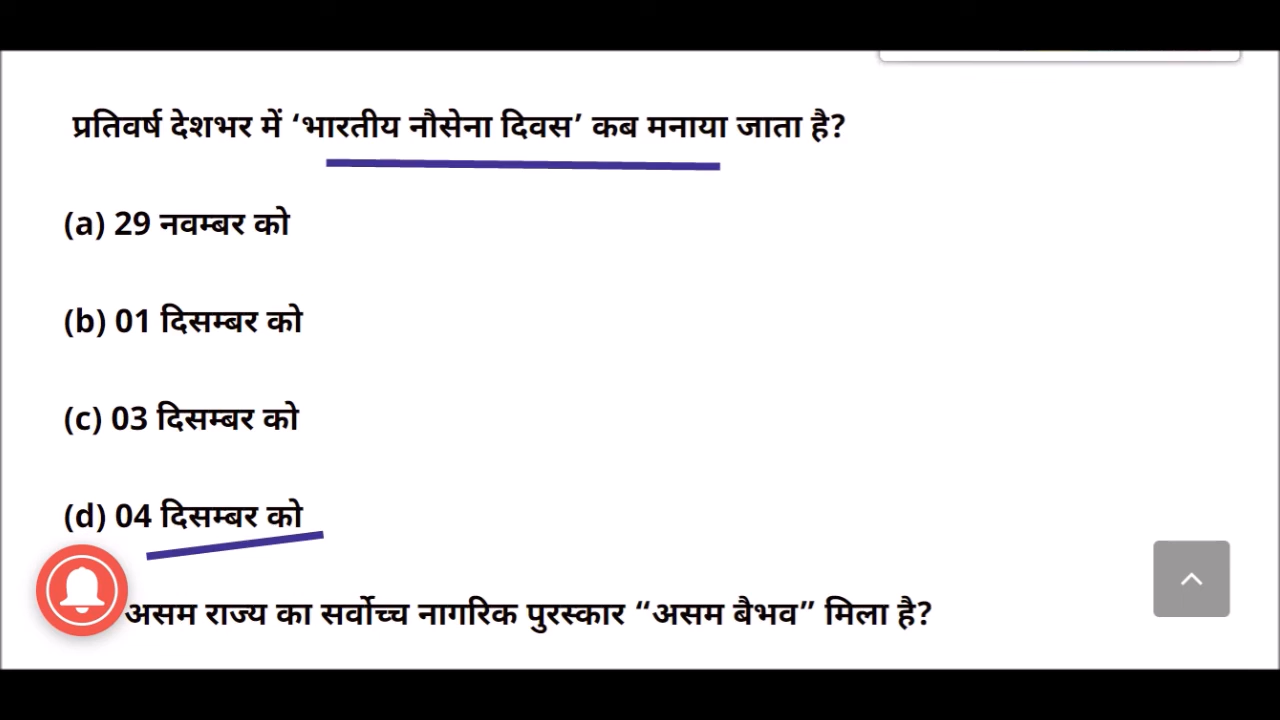 प्रतिवर्ष देशभर में ‘भारतीय नौसेना दिवस’ कब मनाया जाता है?
(a) 29 नवम्बर को
(b) 01 दिसम्बर को
(c) 03 दिसम्बर को
(d) 04 दिसम्बर को
असम राज्य का सर्वोच्च नागरिक पुरस्कार “असम बैभव” मिला है?